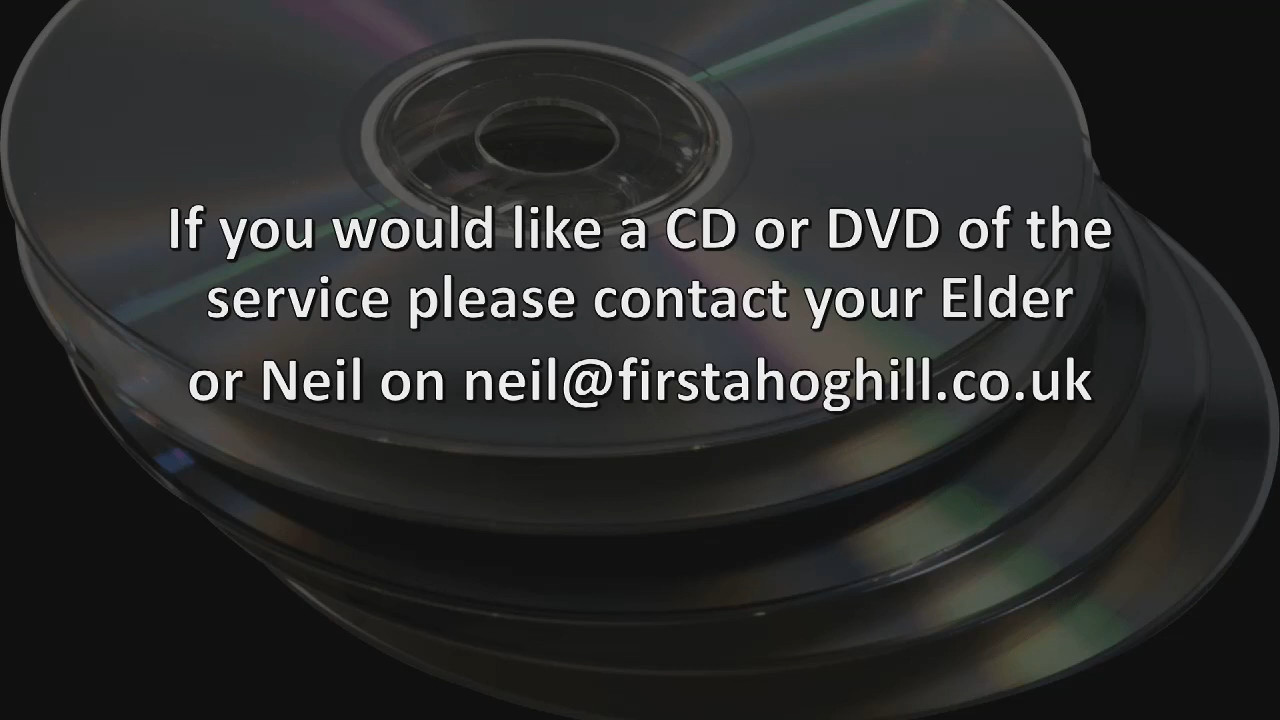 If you would like a CD or DVD of the
service please contact your Elder
or Neil on neil@firstahoghill.co.uk